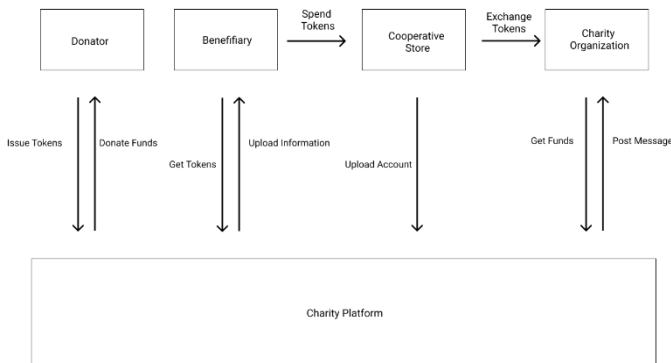 Spend
Tokens
Exchange
Tokens
Donator
Benefifiary
Cooperative
Store
Charity
Organization
Issue Tokens
Donate Funds
Get Tokens
Upload Information
Upload Account
Get Funds
Post Message
Charity Platform